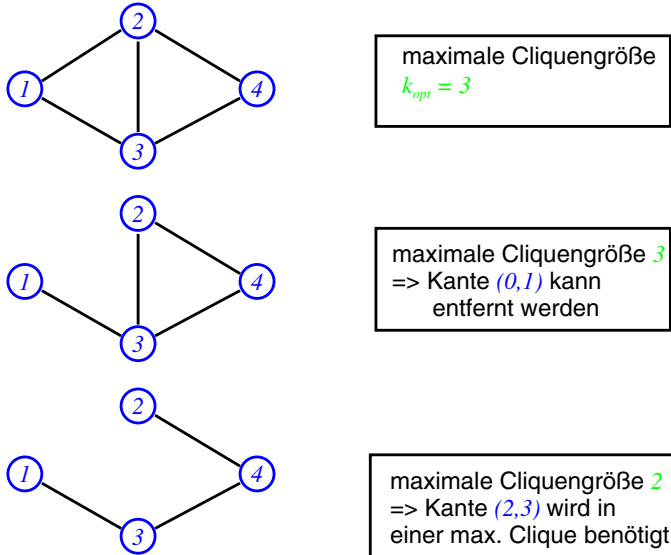 2
1
4
3
maximale Cliquengröße
k_opt = 3
2
1
4
3
maximale Cliquengröße 3
=> Kante (0,1) kann
entfernt werden
2
1
4
3
maximale Cliquengröße 2
=> Kante (2,3) wird in
einer max. Clique benötigt